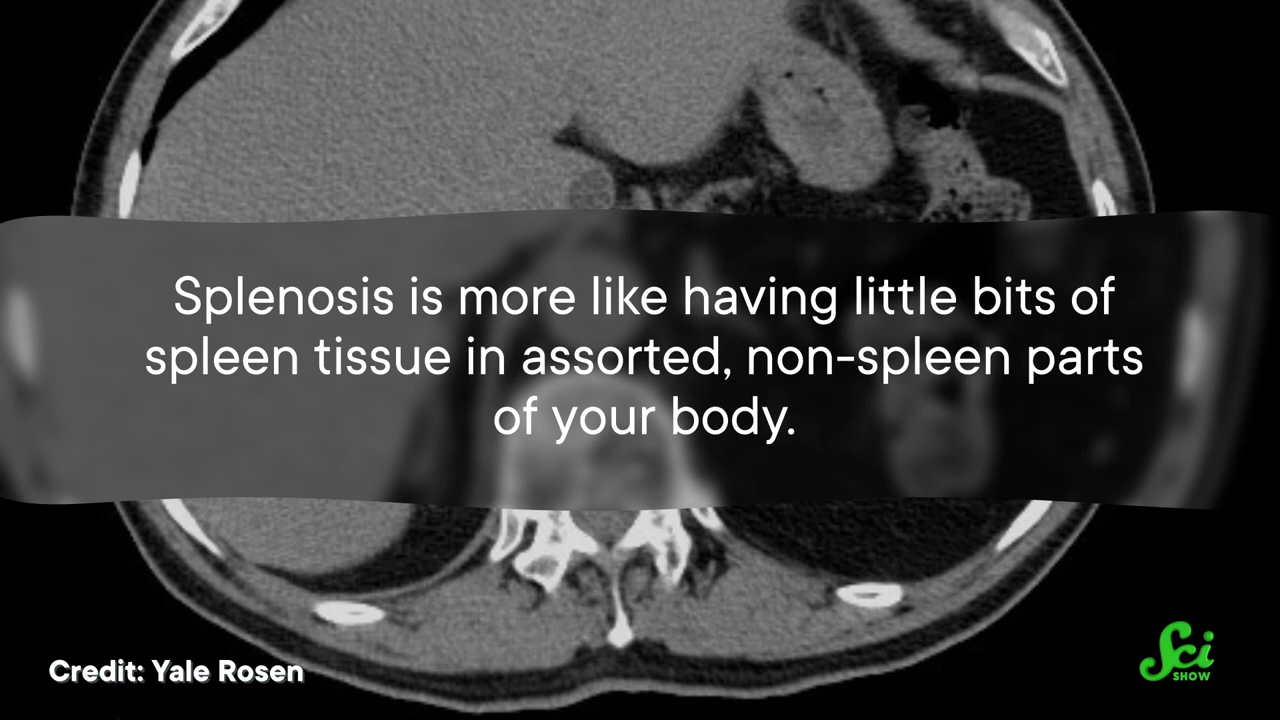 Splenosis is more like having little bits of
spleen tissue in assorted, non-spleen parts
of your body.
Credit: Yale Rosen
Sci
SHOW